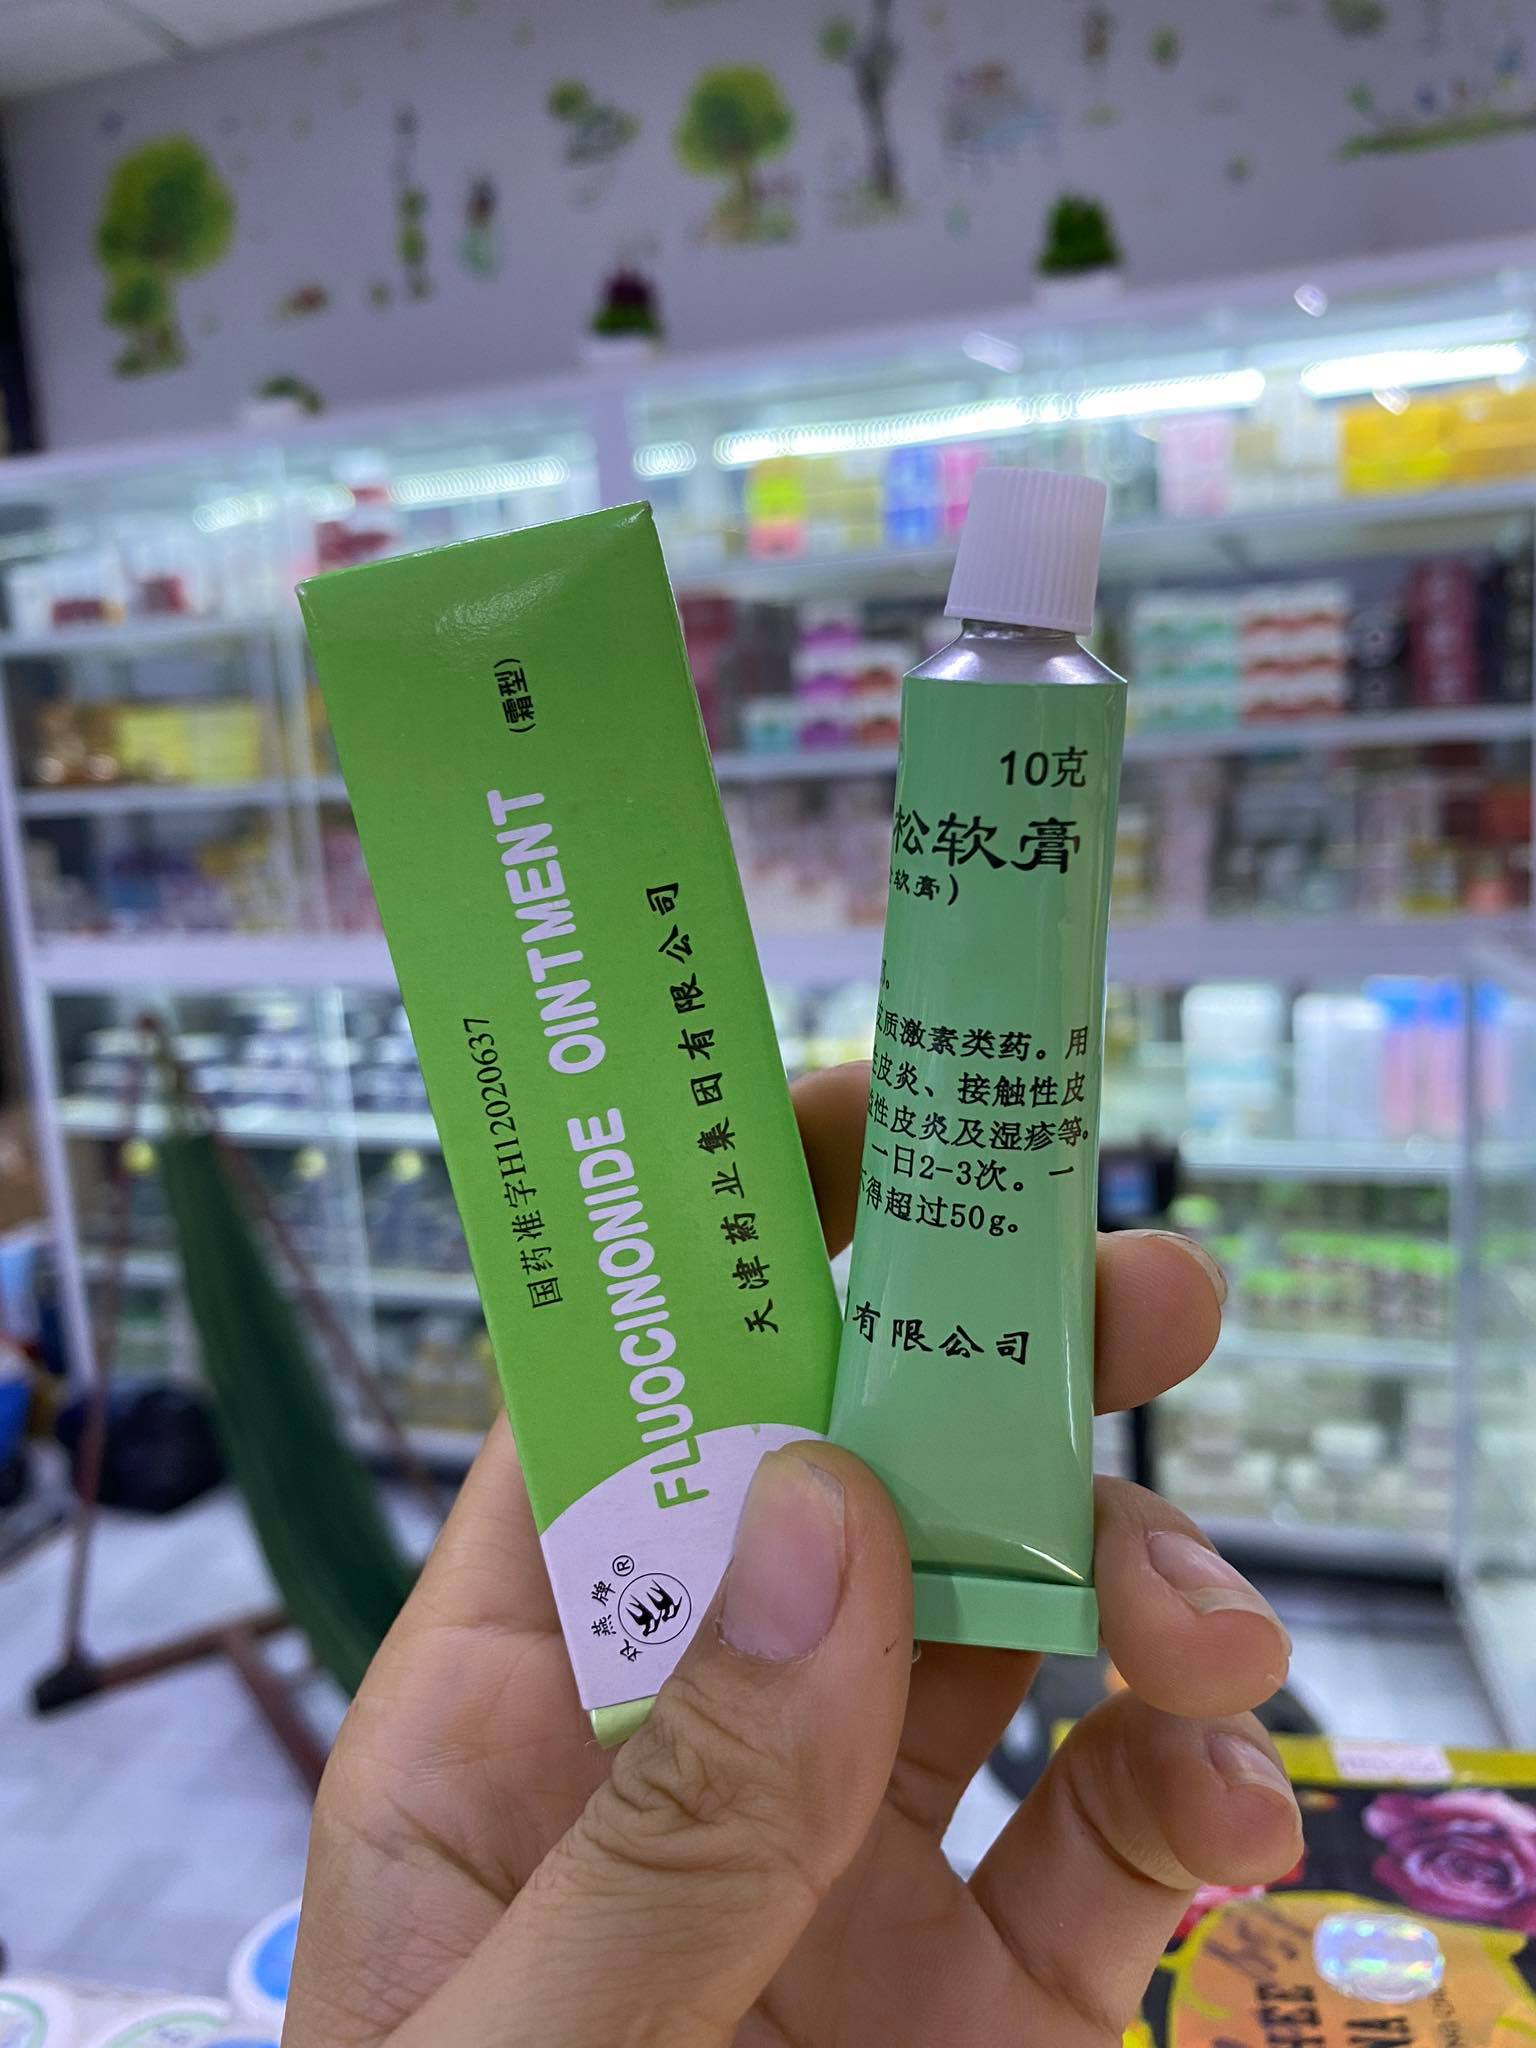 国药准字H12020637
FLUOCINONIDE OINTMENT (霜型)
天津药业集团有限公司
双燕牌®
10克
松软膏
软膏)
皮质激素类药。用
性皮炎、接触性皮
性皮炎及湿疹等。
一日2-3次。一
得超过50g。
有限公司